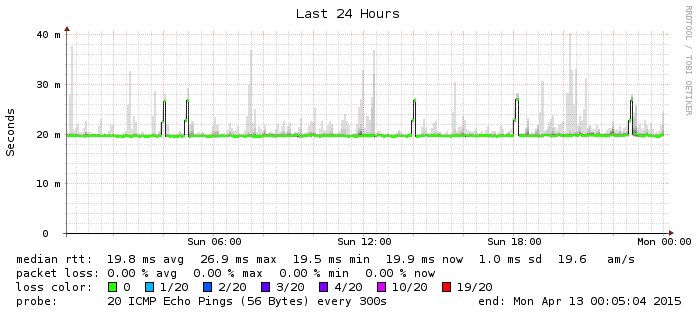 Last 24 Hours
RRDTOOL / TOBI OETIKER
Seconds
40 m
30 m
20 m
10 m
0
Sun 06:00 Sun 12:00 Sun 18:00 Mon 00:00
median rtt: 19.8 ms avg 26.9 ms max 19.5 ms min 19.9 ms now 1.0 ms sd 19.6 am/s
packet loss: 0.00 % avg 0.00 % max 0.00 % min 0.00 % now
loss color: 0 1/20 2/20 3/20 4/20 10/20 19/20
probe: 20 ICMP Echo Pings (56 Bytes) every 300s end: Mon Apr 13 00:05:04 2015